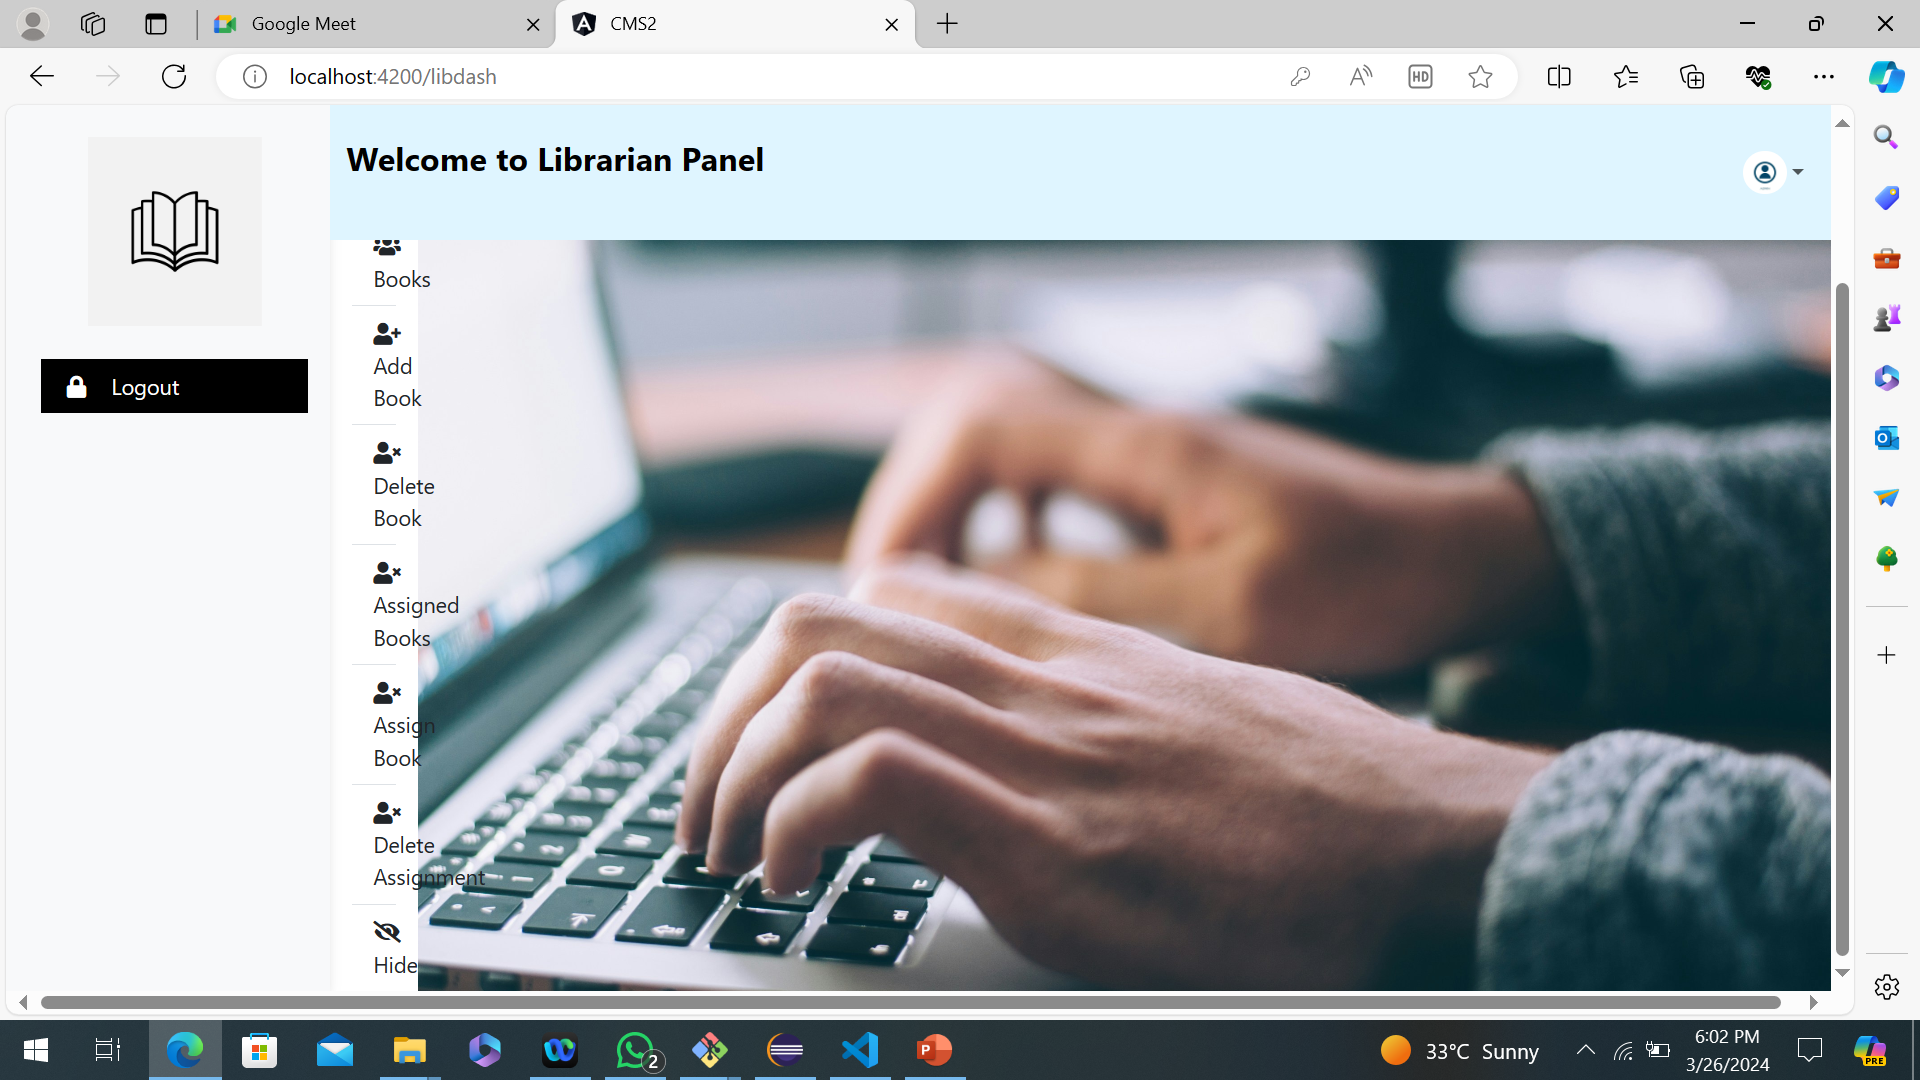 Google Meet
CMS2
localhost:4200/libdash
HD
Welcome to Librarian Panel
Logout
Books
Add
Book
Delete
Book
Assigned
Books
Assign
Book
Delete
Assignment
Hide
2
33°C Sunny
6:02 PM
3/26/2024
PRE